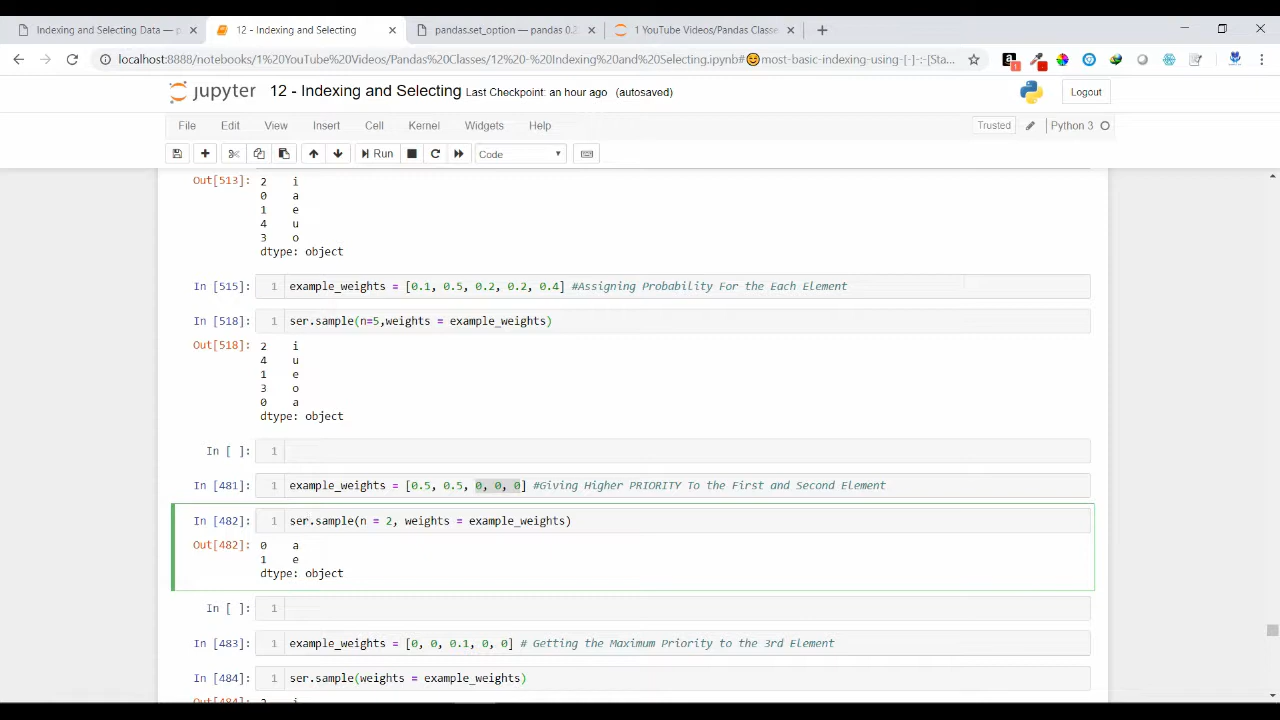 Indexing and Selecting Data — p
12 - Indexing and Selecting
pandas.set_option — pandas 0.2
1 YouTube Videos/Pandas Classe
localhost:8888/notebooks/1%20YouTube%20Videos/Pandas%20Classes/12%20-%20Indexing%20and%20Selecting.ipynb#😊most-basic-indexing-using-[-]-:-[Sta...
jupyter 12 - Indexing and Selecting Last Checkpoint: an hour ago (autosaved)
Logout
File Edit View Insert Cell Kernel Widgets Help
Trusted Python 3
Run Code
Out[513]: 2 i
0 a
1 e
4 u
3 o
dtype: object
In [515]: 1 example_weights = [0.1, 0.5, 0.2, 0.2, 0.4] #Assigning Probability For the Each Element
In [518]: 1 ser.sample(n=5,weights = example_weights)
Out[518]: 2 i
4 u
1 e
3 o
0 a
dtype: object
In [ ]: 1
In [481]: 1 example_weights = [0.5, 0.5, 0, 0, 0] #Giving Higher PRIORITY To the First and Second Element
In [482]: 1 ser.sample(n = 2, weights = example_weights)
Out[482]: 0 a
1 e
dtype: object
In [ ]: 1
In [483]: 1 example_weights = [0, 0, 0.1, 0, 0] # Getting the Maximum Priority to the 3rd Element
In [484]: 1 ser.sample(weights = example_weights)
Out[484]: 2 i